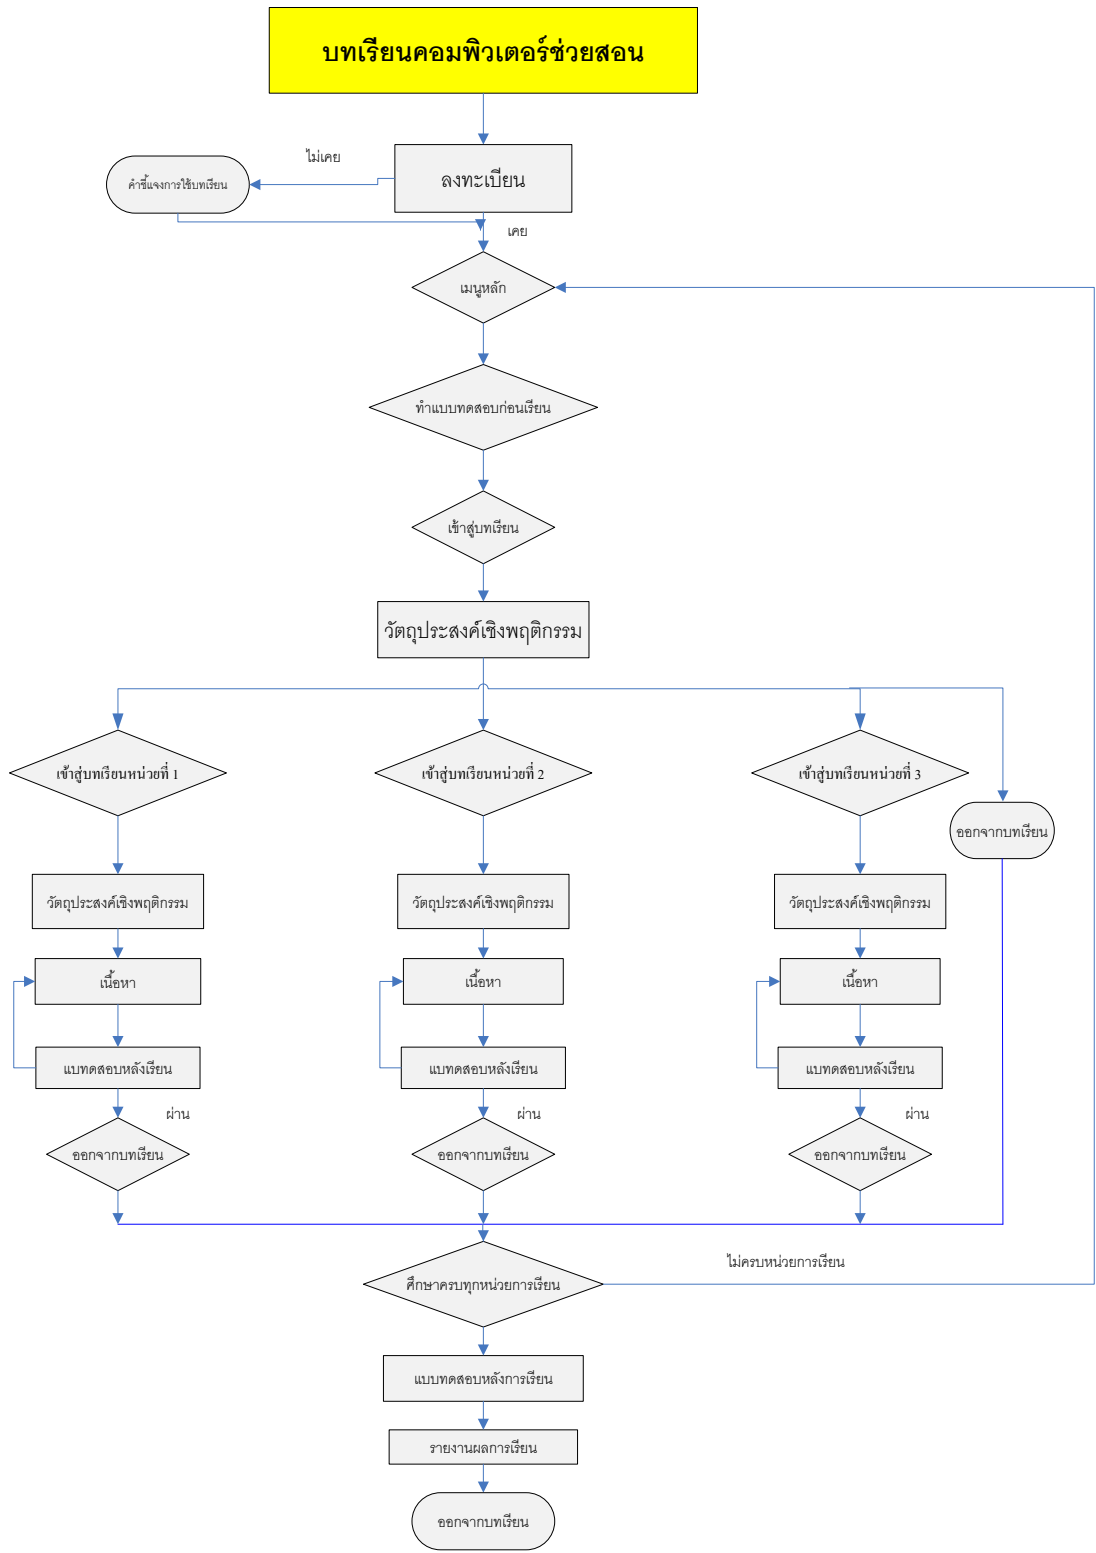 บทเรียนคอมพิวเตอร์ช่วยสอน
ไม่เคย
ลงทะเบียน
คำชี้แจงการใช้บทเรียน
เคย
เมนูหลัก
ทำแบบทดสอบก่อนเรียน
เข้าสู่บทเรียน
วัตถุประสงค์เชิงพฤติกรรม
เข้าสู่บทเรียนหน่วยที่ 1
เข้าสู่บทเรียนหน่วยที่ 2
เข้าสู่บทเรียนหน่วยที่ 3
ออกจากบทเรียน
วัตถุประสงค์เชิงพฤติกรรม
วัตถุประสงค์เชิงพฤติกรรม
วัตถุประสงค์เชิงพฤติกรรม
เนื้อหา
เนื้อหา
เนื้อหา
แบทดสอบหลังเรียน
แบทดสอบหลังเรียน
แบทดสอบหลังเรียน
ผ่าน
ผ่าน
ผ่าน
ออกจากบทเรียน
ออกจากบทเรียน
ออกจากบทเรียน
ไม่ครบหน่วยการเรียน
ศึกษาครบทุกหน่วยการเรียน
แบบทดสอบหลังการเรียน
รายงานผลการเรียน
ออกจากบทเรียน